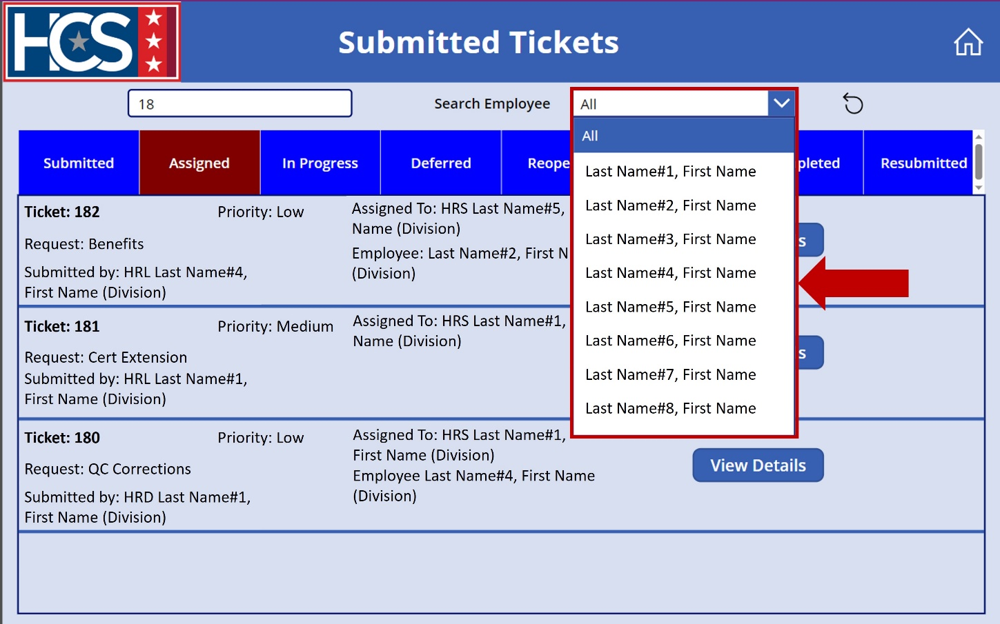 HCS
Submitted Tickets
18
Search Employee
All
All
Last Name#1, First Name
Last Name#2, First Name
Last Name#3, First Name
Last Name#4, First Name
Last Name#5, First Name
Last Name#6, First Name
Last Name#7, First Name
Last Name#8, First Name
Submitted
Assigned
In Progress
Deferred
Reope
pleted
Resubmitted
Ticket: 182
Priority: Low
Request: Benefits
Submitted by: HRL Last Name#4,
First Name (Division)
Assigned To: HRS Last Name#5,
Name (Division)
Employee: Last Name#2, First N
(Division)
s
Ticket: 181
Priority: Medium
Request: Cert Extension
Submitted by: HRL Last Name#1,
First Name (Division)
Assigned To: HRS Last Name#1,
Name (Division)
s
Ticket: 180
Priority: Low
Request: QC Corrections
Submitted by: HRD Last Name#1,
First Name (Division)
Assigned To: HRS Last Name#1,
First Name (Division)
Employee Last Name#4, First Name
(Division)
View Details